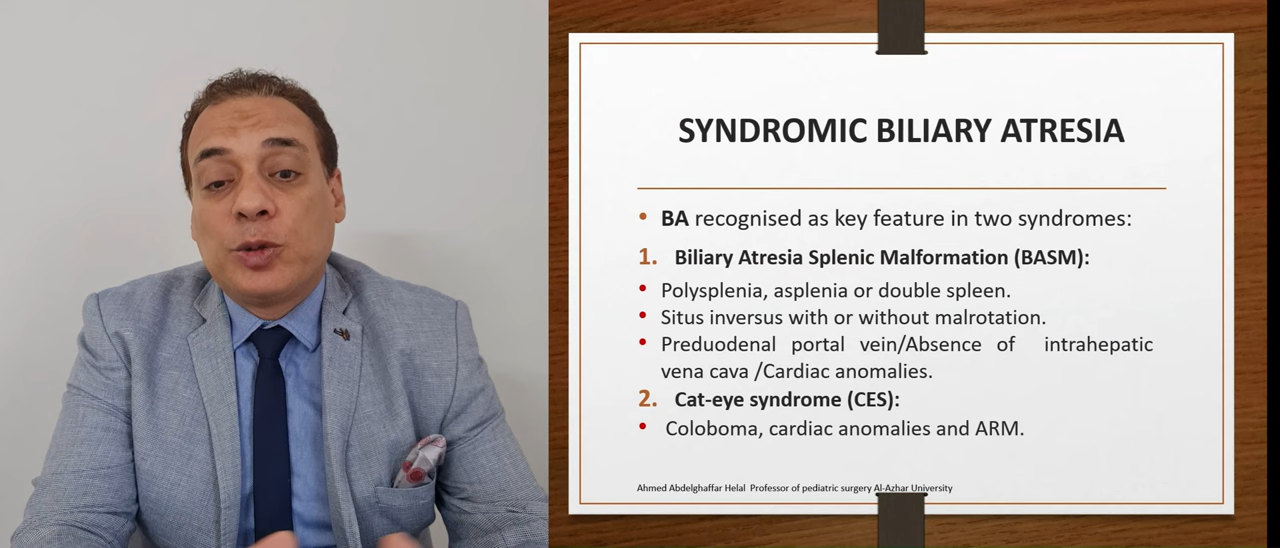 SYNDROMIC BILIARY ATRESIA
• BA recognised as key feature in two syndromes:
1. Biliary Atresia Splenic Malformation (BASM):
• Polysplenia, asplenia or double spleen.
• Situs inversus with or without malrotation.
• Preduodenal portal vein/Absence of intrahepatic
vena cava /Cardiac anomalies.
2. Cat-eye syndrome (CES):
• Coloboma, cardiac anomalies and ARM.
Ahmed Abdelghaffar Helal Professor of pediatric surgery Al-Azhar University